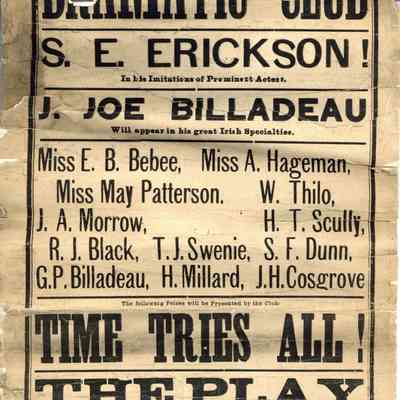 DRAMATIC CLUB
S. E. ERICKSON!
In his Imitations of Prominent Actors.
J. JOE BILLADEAU
Will appear in his great Irish Specialties.
Miss E. B. Bebee, Miss A. Hageman,
Miss May Patterson. W. Thilo,
J. A. Morrow, H. T. Scully,
R. J. Black, T. J. Swenie, S. F. Dunn,
G. P. Billadeau, H. Millard, J. H. Cosgrove
The following Peices will be Presented by the Club:
TIME TRIES ALL!
THE PLAY